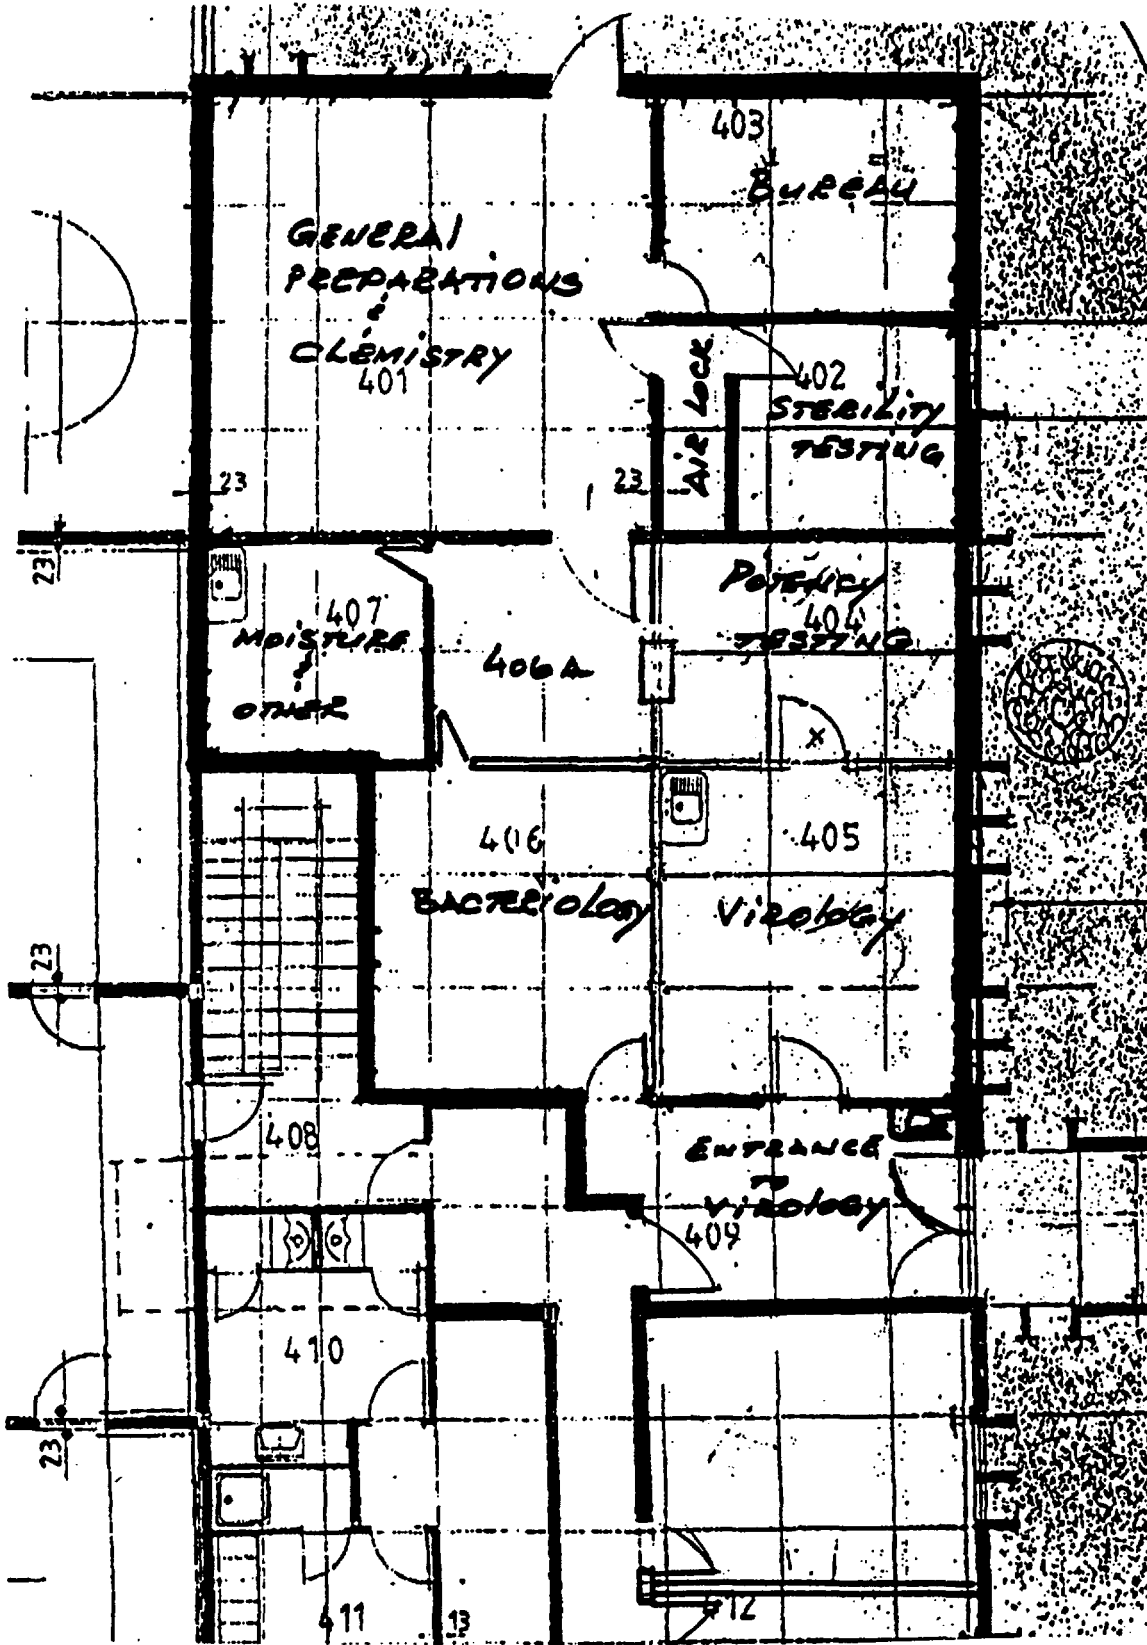 403
BUREAU
GENERAL
PREPARATIONS
&
CLEMISTRY
401
AIR LOCK
402
STERILITY
TESTING
23
23
23
POTENCY
404
TESTING
407
MOISTURE
&
OTHER
406A
406
BACTERIOLOGY
405
VIROLOGY
23
408
ENTRANCE
TO
VIROLOGY
409
410
23
411
13
412